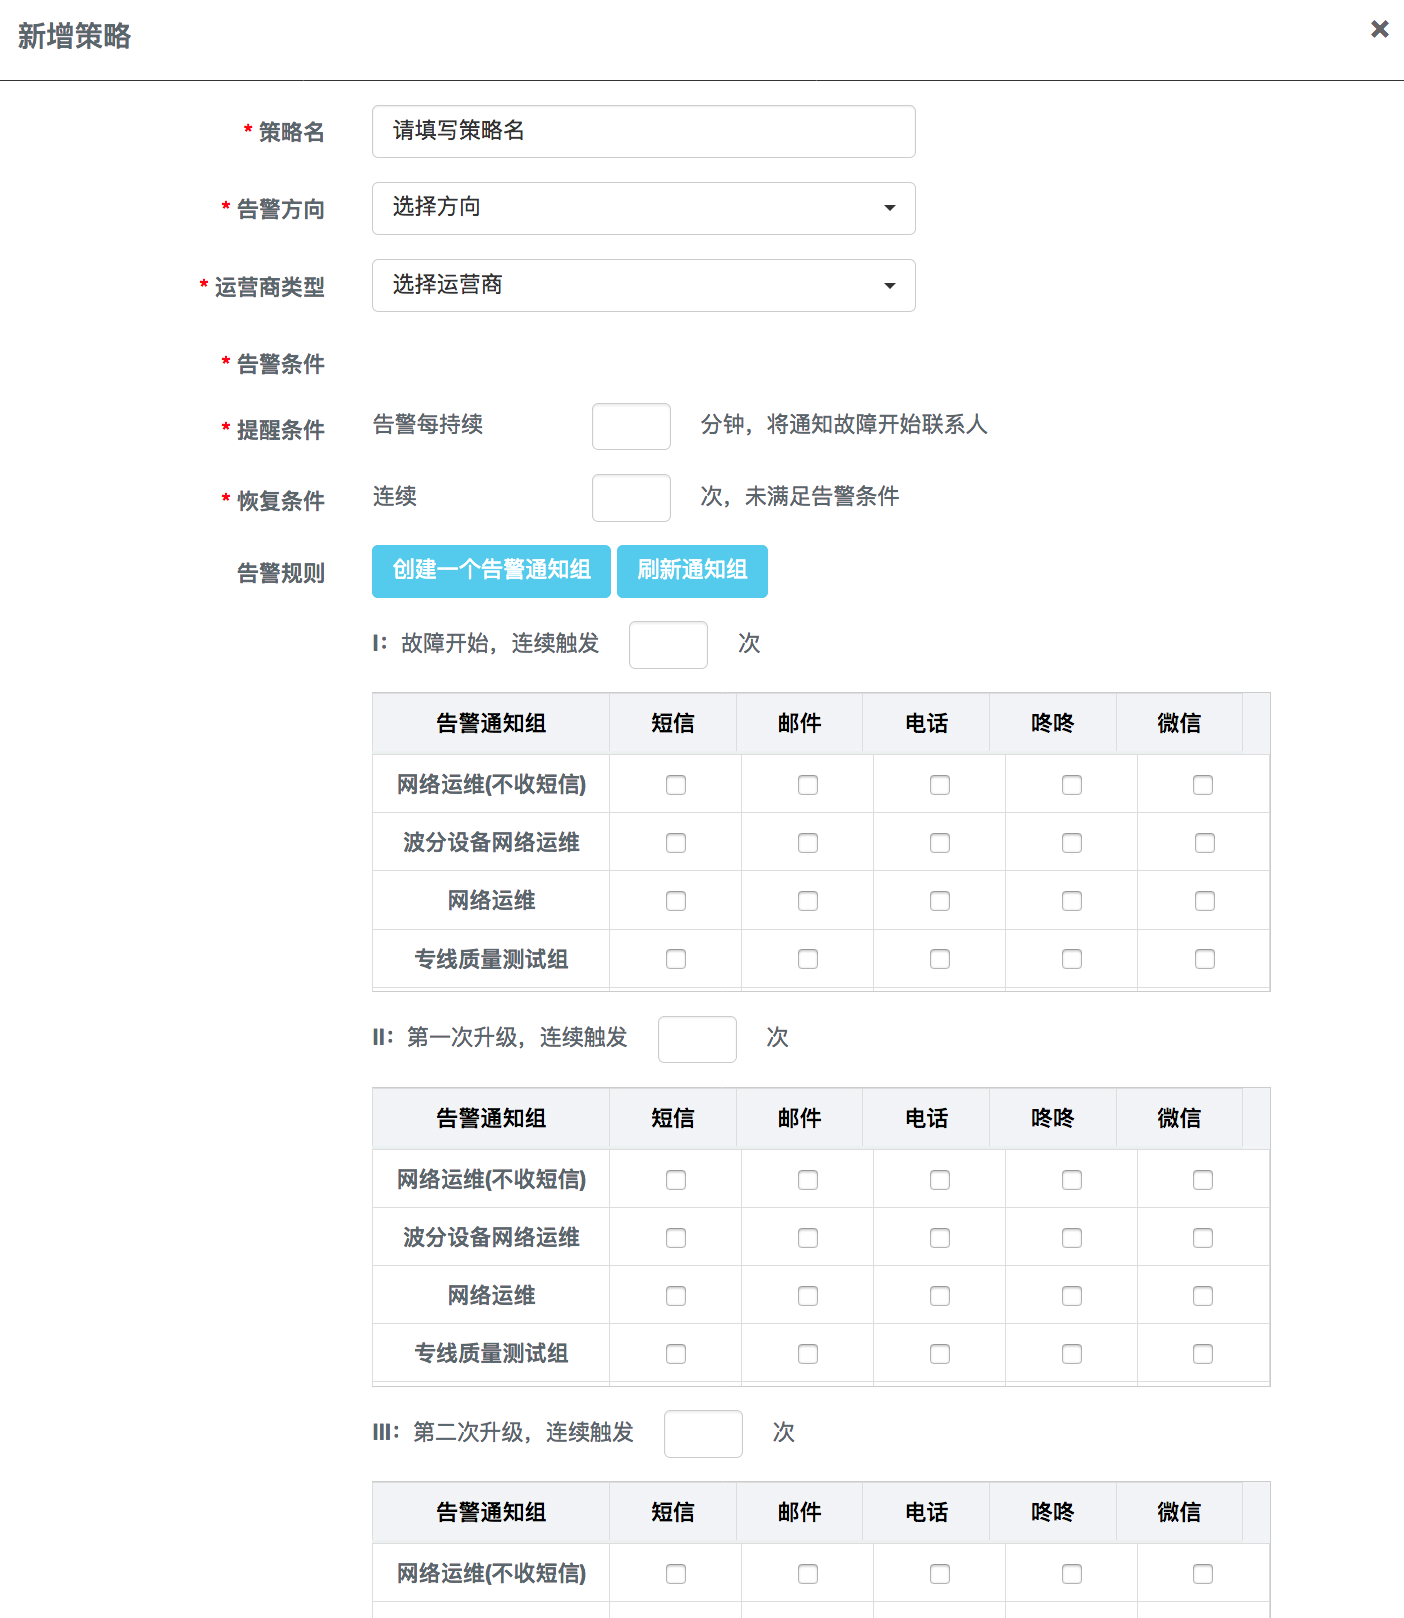 新增策略
* 策略名 请填写策略名
* 告警方向 选择方向
* 运营商类型 选择运营商
* 告警条件
* 提醒条件 告警每持续 分钟，将通知故障开始联系人
* 恢复条件 连续 次，未满足告警条件
告警规则 创建一个告警通知组 刷新通知组
I：故障开始，连续触发 次
告警通知组 短信 邮件 电话 咚咚 微信
网络运维(不收短信)
波分设备网络运维
网络运维
专线质量测试组
II：第一次升级，连续触发 次
告警通知组 短信 邮件 电话 咚咚 微信
网络运维(不收短信)
波分设备网络运维
网络运维
专线质量测试组
III：第二次升级，连续触发 次
告警通知组 短信 邮件 电话 咚咚 微信
网络运维(不收短信)